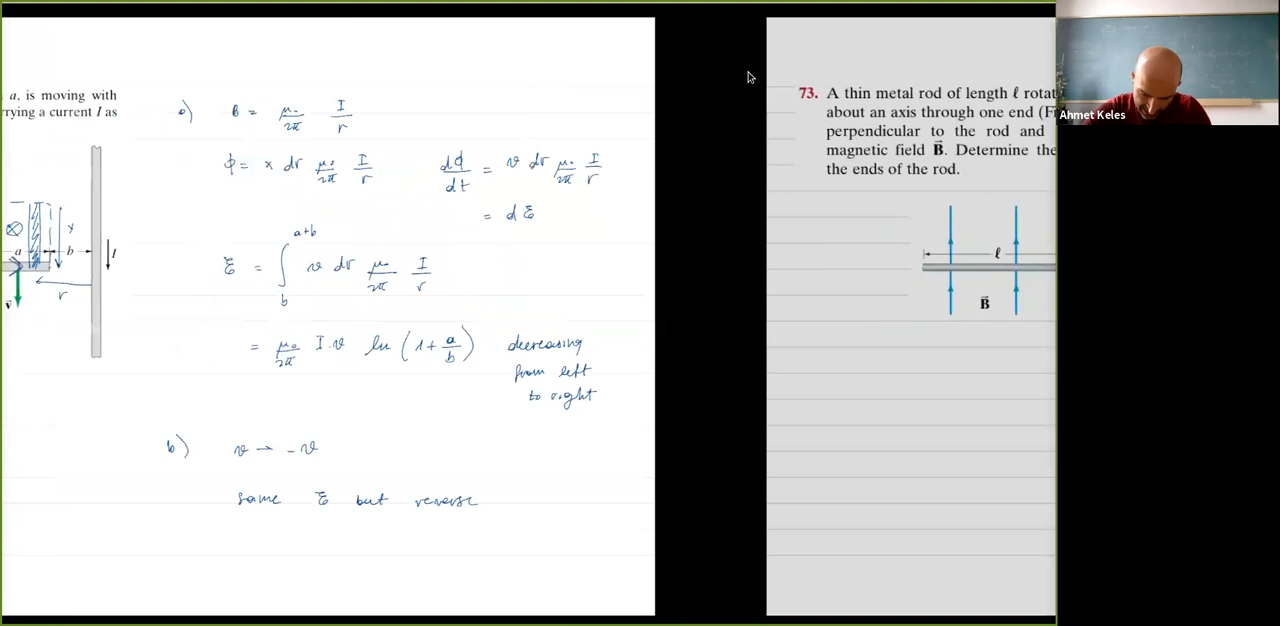 a, is moving with
rrying a current I as
a
x
b
I
r
v
a) B = μ₀/2π I/r
ϕ = x dr μ₀/2π I/r dϕ/dt = v dr μ₀/2π I/r
= dℰ
ℰ = ∫_b^{a+b} v dr μ₀/2π I/r
= μ₀/2π I.v ln (1 + a/b) decreasing
from left
to right
b) v → -v
same ℰ but reverse
73. A thin metal rod of length ℓ rotat
about an axis through one end (F
perpendicular to the rod and
magnetic field B⃗. Determine the
the ends of the rod.
ℓ
B⃗
Ahmet Keles